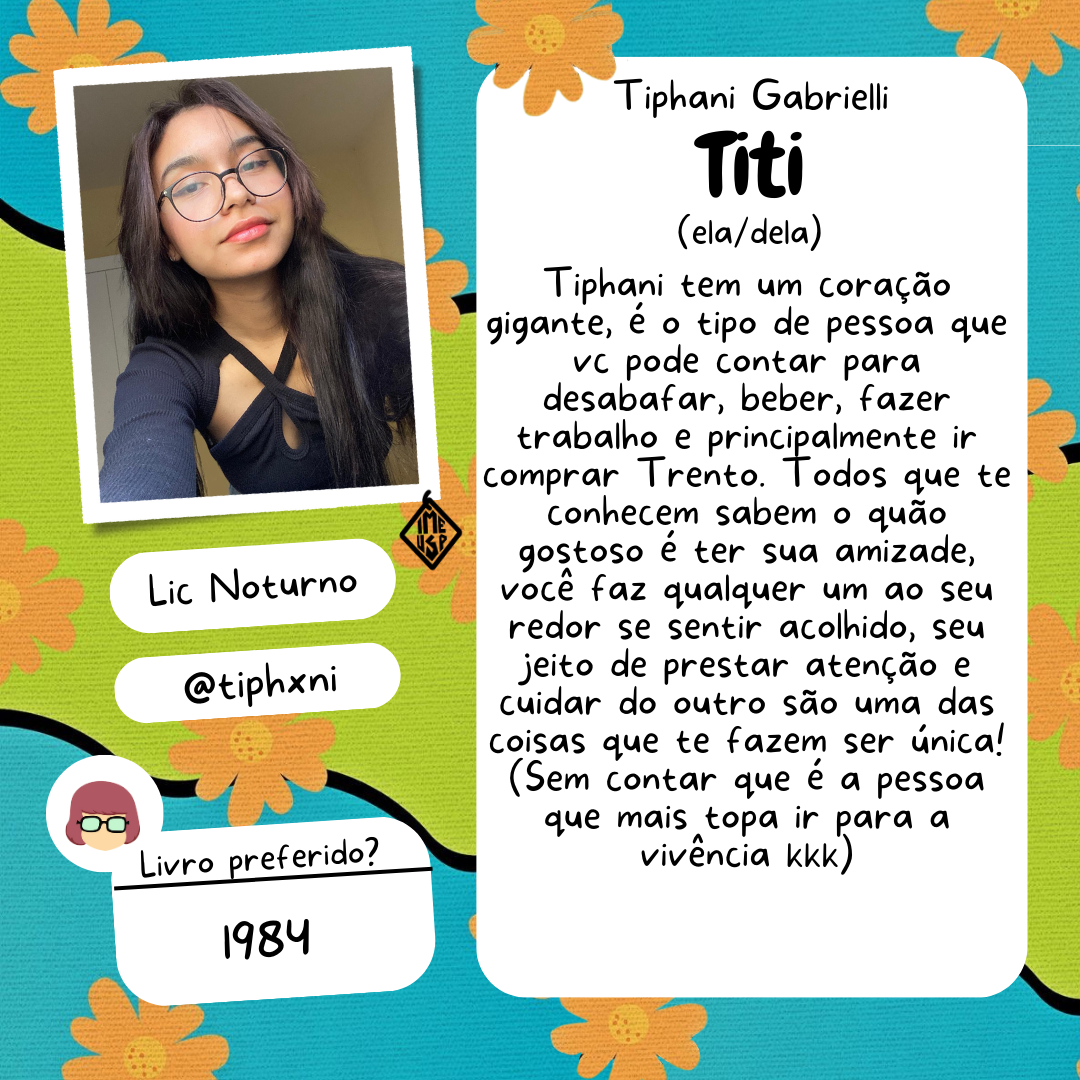 Tiphani Gabrielli
Titi
(ela/dela)
Tiphani tem um coração
gigante, é o tipo de pessoa que
vc pode contar para
desabafar, beber, fazer
trabalho e principalmente ir
comprar Trento. Todos que te
conhecem sabem o quão
gostoso é ter sua amizade,
você faz qualquer um ao seu
redor se sentir acolhido, seu
jeito de prestar atenção e
cuidar do outro são uma das
coisas que te fazem ser única!
(Sem contar que é a pessoa
que mais topa ir para a
vivência kkk)
IME
USP
Lic Noturno
@tiphxni
Livro preferido?
1984